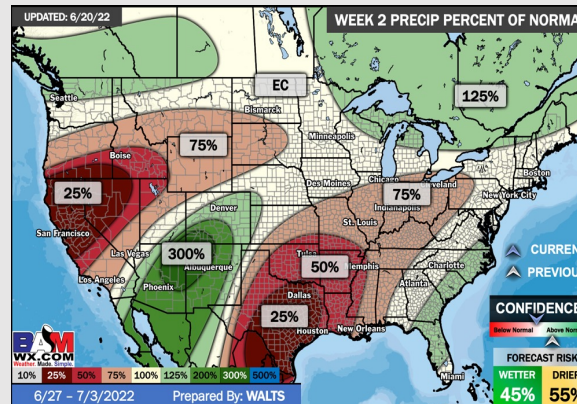 UPDATED: 6/20/22
WEEK 2 PRECIP PERCENT OF NORMA
Seattle
EC
125%
Bismarck
Minneapolis
75%
Boise
Boston
Chicago
Cleveland
New York City
25%
Des Moines
75%
Indianapolis
Denver
St. Louis
San Francisco
Las Vegas
300%
Albuquerque
Tulsa
50%
Memphis
Charlotte
CURREN
Los Angeles
Phoenix
Atlanta
PREVIOU
Dallas
25%
Houston
New Orleans
CONFIDENCE
Below Normal
Above Nor
BAM
WX.COM
Weather. Made. Simple.
FORECAST RISK
Miami
WETTER
DRIER
10% 25% 50% 75% 100% 125% 200% 300% 500%
45%
55%
6/27 – 7/3/2022
Prepared By: WALTS